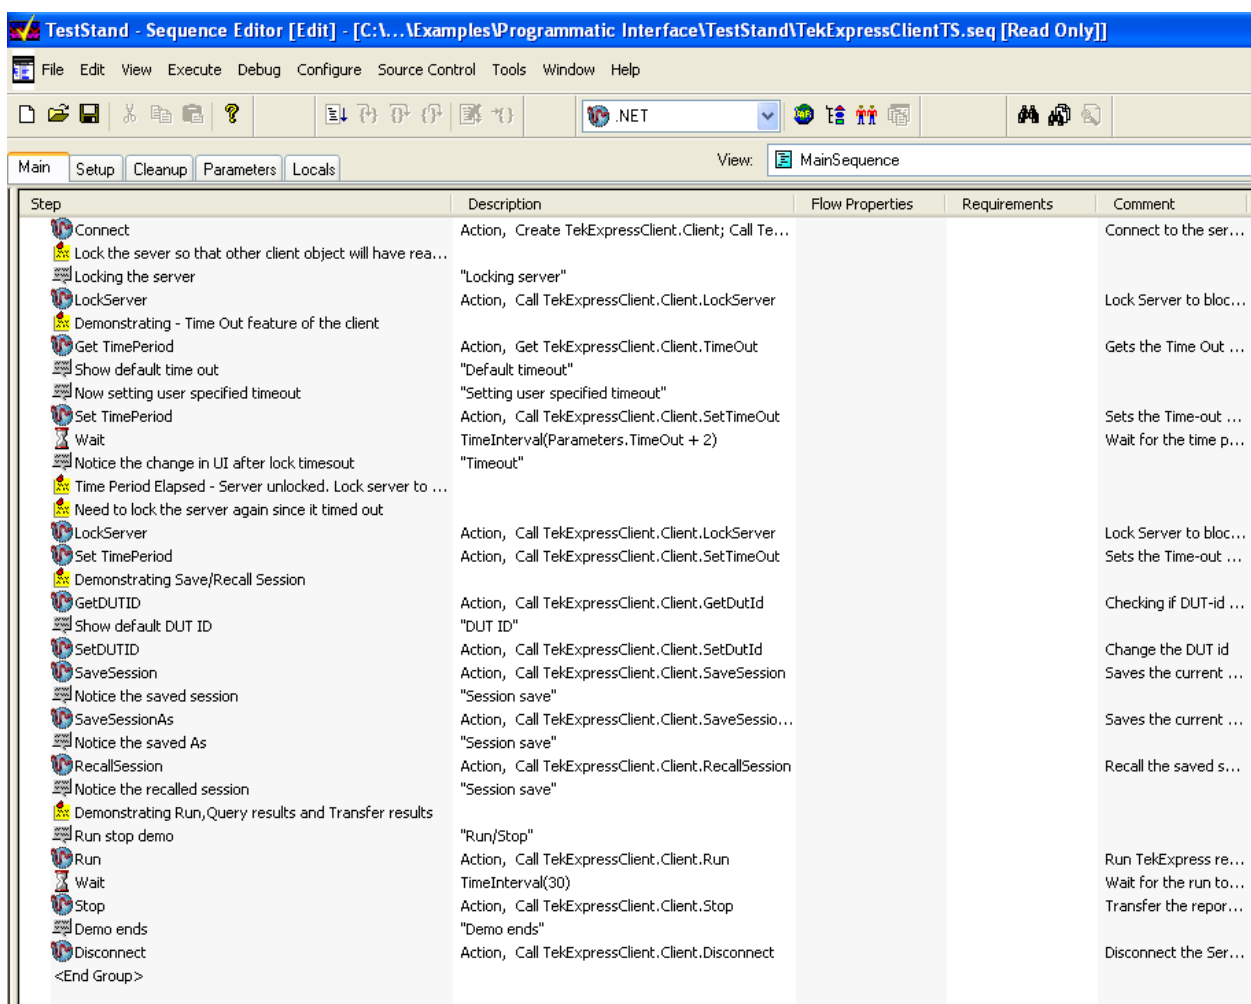 TestStand - Sequence Editor [Edit] - [C:\...\Examples\Programmatic Interface\TestStand\TekExpressClientTS.seq [Read Only]]
File Edit View Execute Debug Configure Source Control Tools Window Help
.NET
Main Setup Cleanup Parameters Locals View: MainSequence
Step Description Flow Properties Requirements Comment
Connect Action, Create TekExpressClient.Client; Call Te... Connect to the ser...
Lock the sever so that other client object will have rea...
Locking the server "Locking server"
LockServer Action, Call TekExpressClient.Client.LockServer Lock Server to bloc...
Demonstrating - Time Out feature of the client
Get TimePeriod Action, Get TekExpressClient.Client.TimeOut Gets the Time Out ...
Show default time out "Default timeout"
Now setting user specified timeout "Setting user specified timeout"
Set TimePeriod Action, Call TekExpressClient.Client.SetTimeOut Sets the Time-out ...
Wait TimeInterval(Parameters.TimeOut + 2) Wait for the time p...
Notice the change in UI after lock timesout "Timeout"
Time Period Elapsed - Server unlocked. Lock server to ...
Need to lock the server again since it timed out
LockServer Action, Call TekExpressClient.Client.LockServer Lock Server to bloc...
Set TimePeriod Action, Call TekExpressClient.Client.SetTimeOut Sets the Time-out ...
Demonstrating Save/Recall Session
GetDUTID Action, Call TekExpressClient.Client.GetDutId Checking if DUT-id ...
Show default DUT ID "DUT ID"
SetDUTID Action, Call TekExpressClient.Client.SetDutId Change the DUT id
SaveSession Action, Call TekExpressClient.Client.SaveSession Saves the current ...
Notice the saved session "Session save"
SaveSessionAs Action, Call TekExpressClient.Client.SaveSessio... Saves the current ...
Notice the saved As "Session save"
RecallSession Action, Call TekExpressClient.Client.RecallSession Recall the saved s...
Notice the recalled session "Session save"
Demonstrating Run,Query results and Transfer results
Run stop demo "Run/Stop"
Run Action, Call TekExpressClient.Client.Run Run TekExpress re...
Wait TimeInterval(30) Wait for the run to...
Stop Action, Call TekExpressClient.Client.Stop Transfer the repor...
Demo ends "Demo ends"
Disconnect Action, Call TekExpressClient.Client.Disconnect Disconnect the Ser...
<End Group>